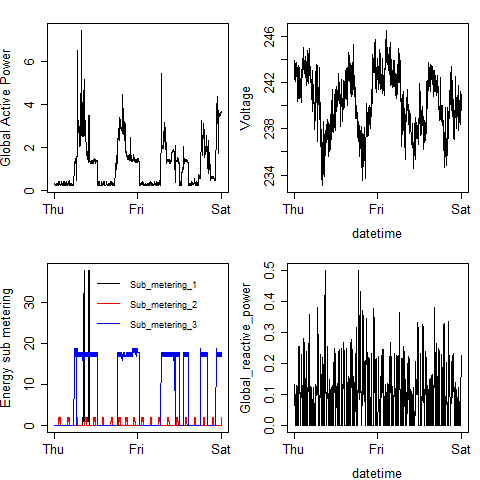 Global Active Power
0 2 4 6
Thu Fri Sat
Voltage
234 238 242 246
Thu Fri Sat
datetime
Energy sub metering
0 10 20 30
Sub_metering_1
Sub_metering_2
Sub_metering_3
Thu Fri Sat
Global_reactive_power
0.0 0.1 0.2 0.3 0.4 0.5
Thu Fri Sat
datetime